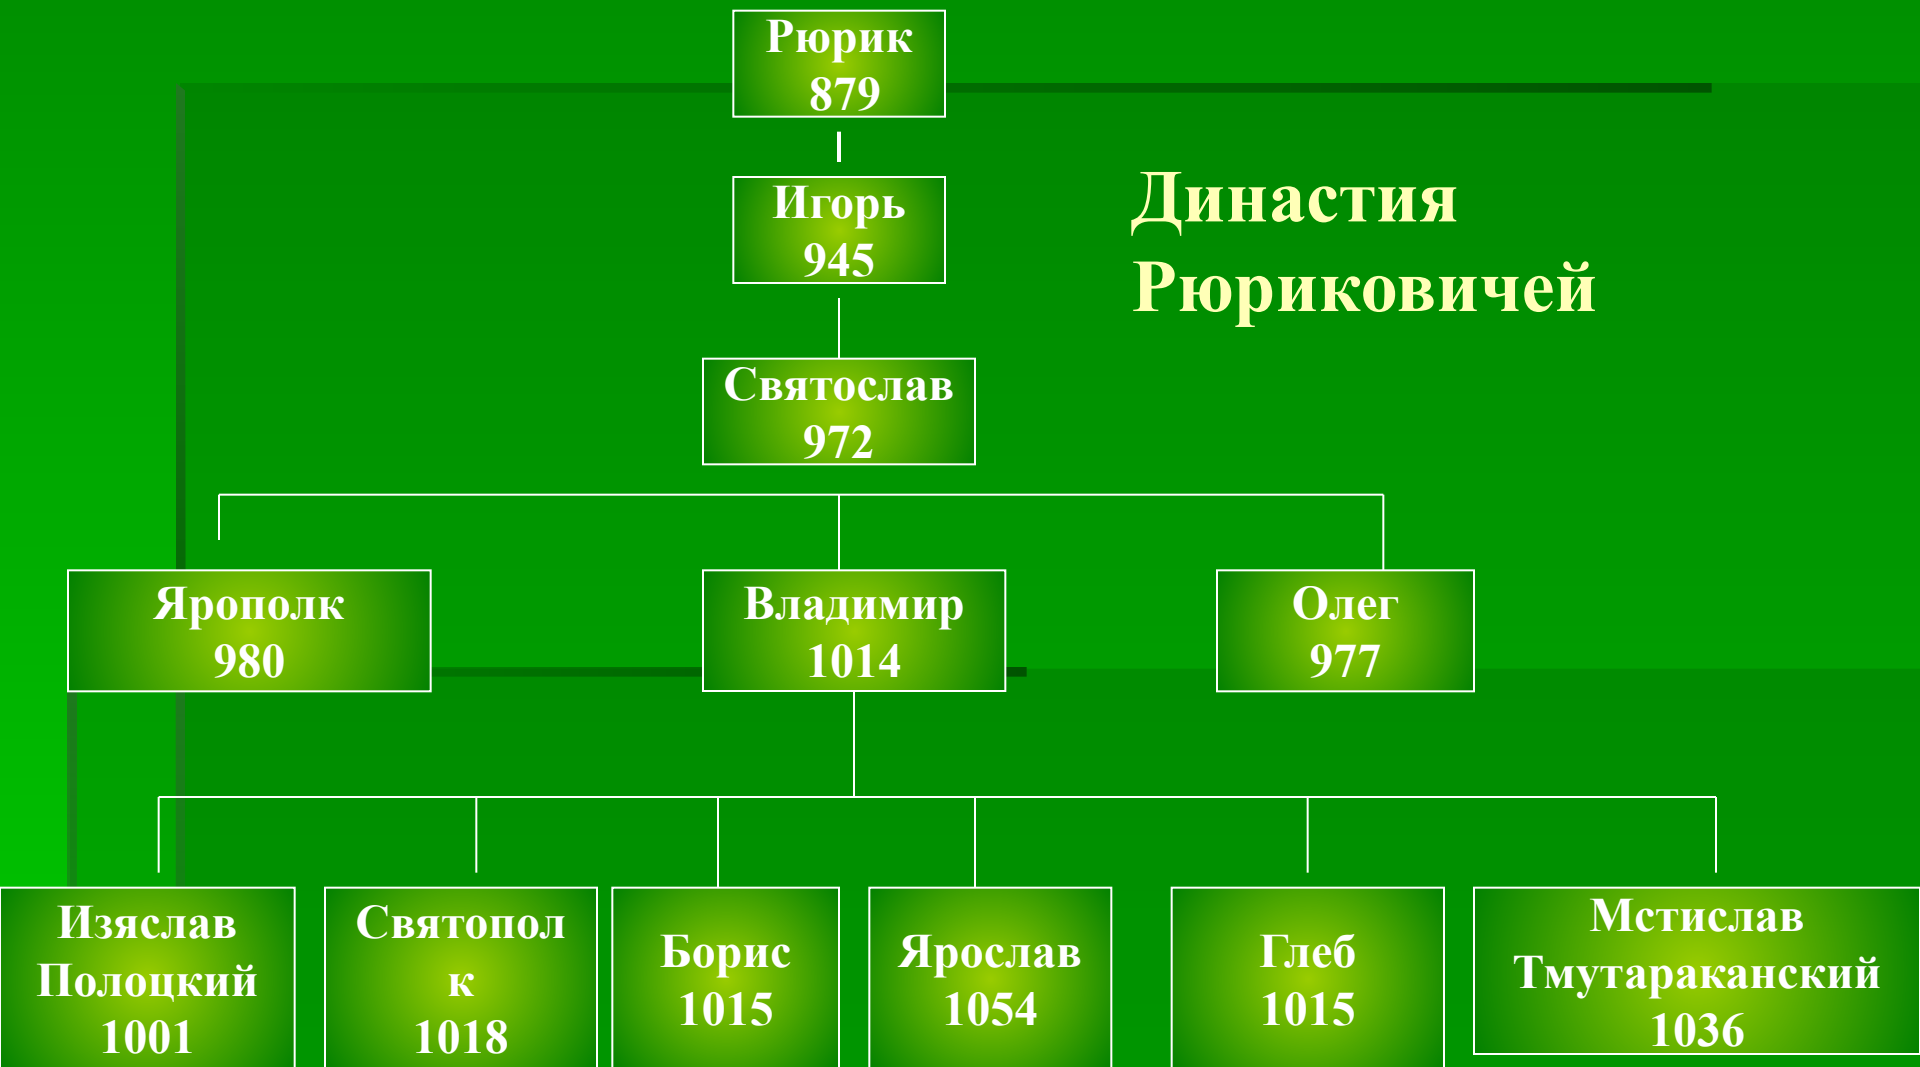 Рюрик
879
Игорь
945
Династия
Рюриковичей
Святослав
972
Ярополк
980
Владимир
1014
Олег
977
Изяслав
Полоцкий
1001
Святопол
к
1018
Борис
1015
Ярослав
1054
Глеб
1015
Мстислав
Тмутараканский
1036